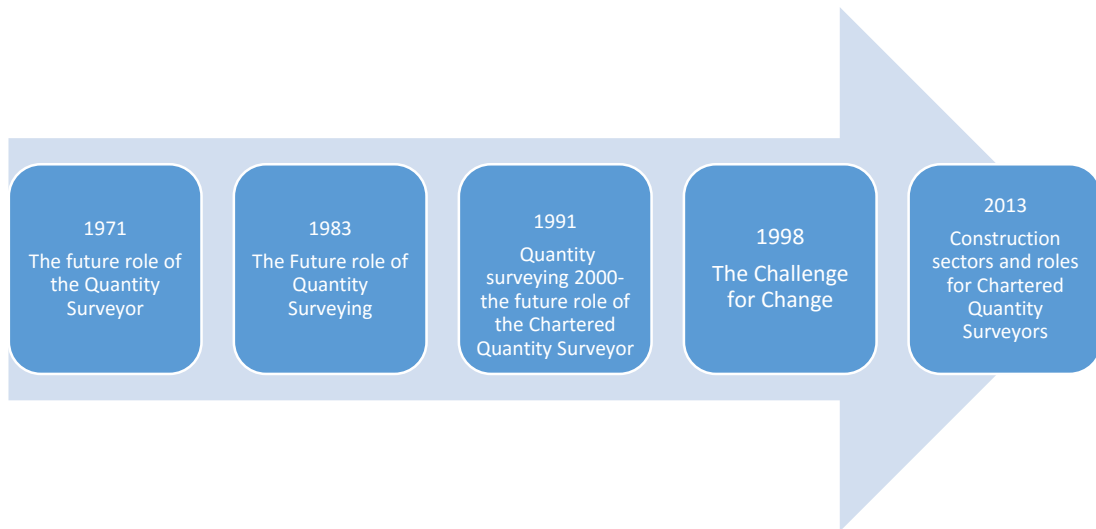 1971
The future role of
the Quantity
Surveyor
1983
The Future role of
Quantity
Surveying
1991
Quantity
surveying 2000-
the future role of
the Chartered
Quantity Surveyor
1998
The Challenge
for Change
2013
Construction
sectors and roles
for Chartered
Quantity
Surveyors